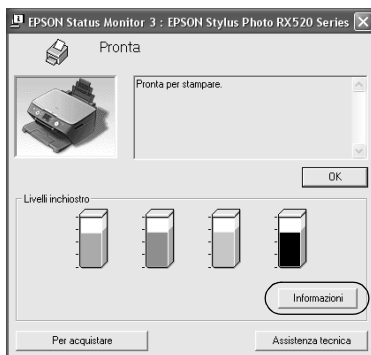 EPSON Status Monitor 3 : EPSON Stylus Photo RX520 Series
Pronta
Pronta per stampare.
OK
Livelli inchiostro
Informazioni
Per acquistare
Assistenza tecnica